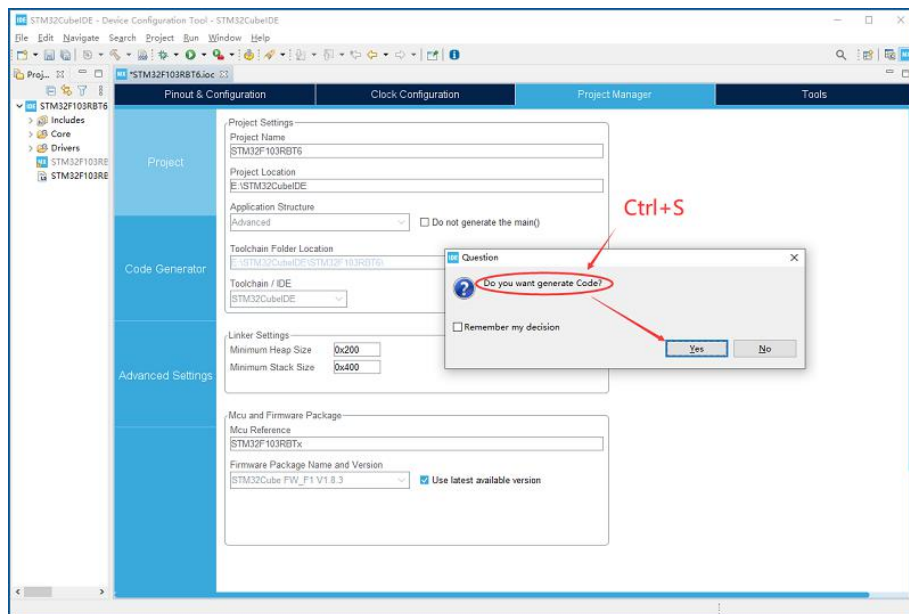 STM32CubeIDE - Device Configuration Tool - STM32CubeIDE
File Edit Navigate Search Project Run Window Help
Proj...
*STM32F103RBT6.ioc
Pinout & Configuration
Clock Configuration
Project Manager
Tools
STM32F103RBT6
Includes
Core
Drivers
STM32F103RE
STM32F103RE
Project
Code Generator
Advanced Settings
Project Settings
Project Name
STM32F103RBT6
Project Location
E:\STM32CubeIDE
Application Structure
Advanced
Do not generate the main()
Toolchain Folder Location
E:\STM32CubeIDE\STM32F103RBT6\
Toolchain / IDE
STM32CubeIDE
Linker Settings
Minimum Heap Size 0x200
Minimum Stack Size 0x400
Mcu and Firmware Package
Mcu Reference
STM32F103RBTx
Firmware Package Name and Version
STM32Cube FW_F1 V1.8.3
Use latest available version
Ctrl+S
Question
Do you want generate Code?
Remember my decision
Yes
No